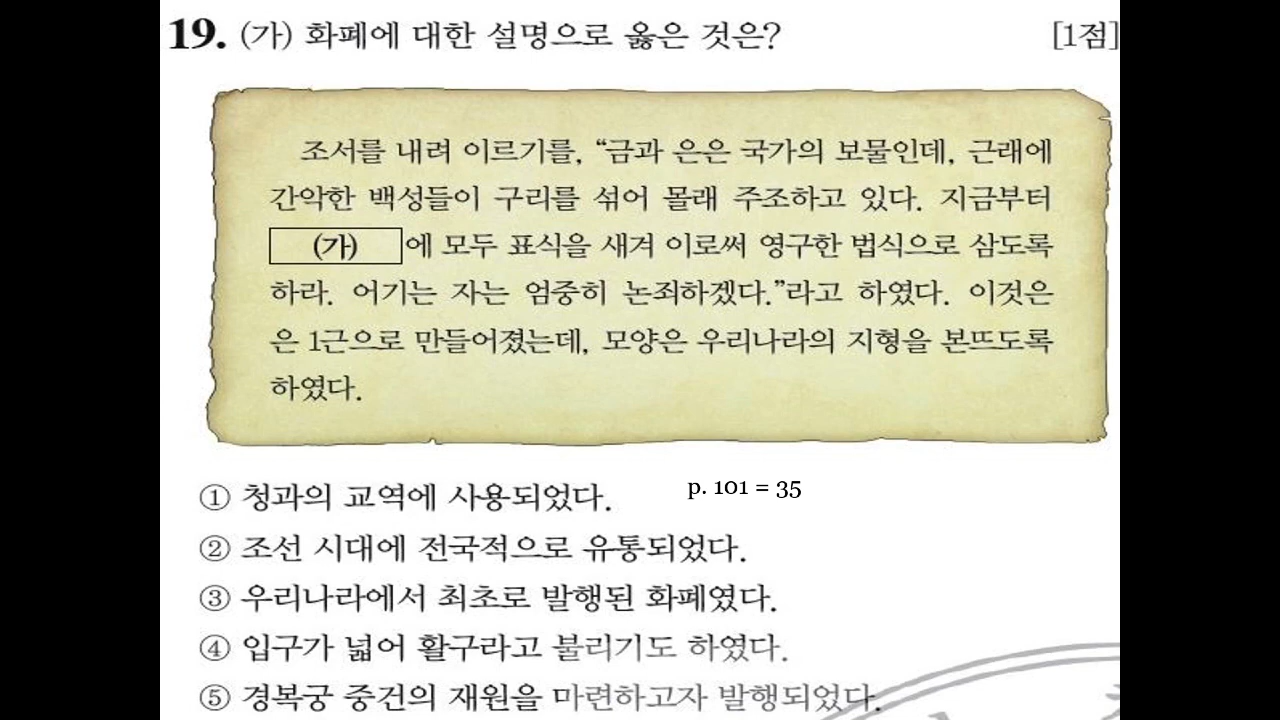 19. (가) 화폐에 대한 설명으로 옳은 것은? [1점]
조서를 내려 이르기를, “금과 은은 국가의 보물인데, 근래에
간악한 백성들이 구리를 섞어 몰래 주조하고 있다. 지금부터
(가) 에 모두 표식을 새겨 이로써 영구한 법식으로 삼도록
하라. 어기는 자는 엄중히 논죄하겠다.”라고 하였다. 이것은
은 1근으로 만들어졌는데, 모양은 우리나라의 지형을 본뜨도록
하였다.
① 청과의 교역에 사용되었다.
p. 101 = 35
② 조선 시대에 전국적으로 유통되었다.
③ 우리나라에서 최초로 발행된 화폐였다.
④ 입구가 넓어 활구라고 불리기도 하였다.
⑤ 경복궁 중건의 재원을 마련하고자 발행되었다.